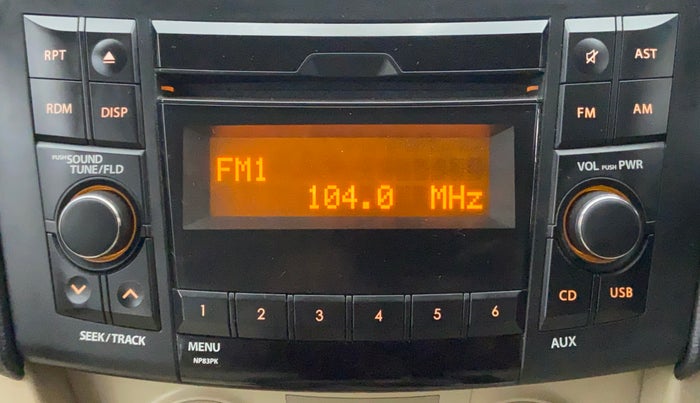 RPT
AST
RDM
DISP
FM
AM
PUSH SOUND
TUNE/FLD
VOL PUSH PWR
FM1
104.0 MHz
CD
USB
1 2 3 4 5 6
SEEK/TRACK
MENU
NP83PK
AUX